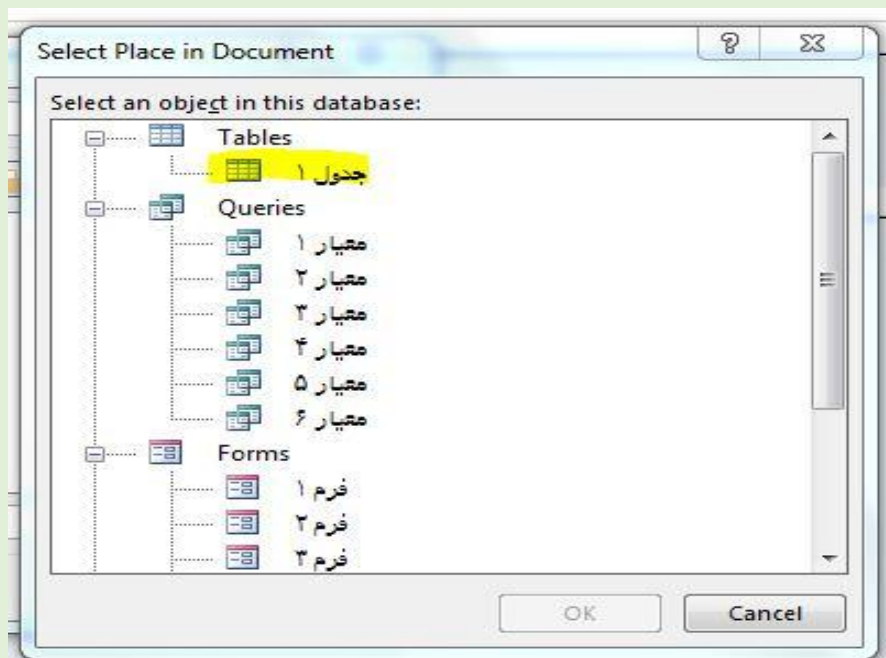 Select Place in Document
Select an object in this database:
Tables
جدول ۱
Queries
معیار ۱
معیار ۲
معیار ۳
معیار ۴
معیار ۵
معیار ۶
Forms
فرم ۱
فرم ۲
فرم ۳
OK
Cancel